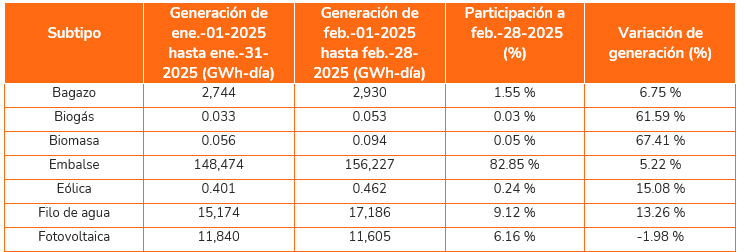 Subtipo Generación de ene.-01-2025 hasta ene.-31-2025 (GWh-día) Generación de feb.-01-2025 hasta feb.-28-2025 (GWh-día) Participación a feb.-28-2025 (%) Variación de generación (%)
Bagazo 2,744 2,930 1.55 % 6.75 %
Biogás 0.033 0.053 0.03 % 61.59 %
Biomasa 0.056 0.094 0.05 % 67.41 %
Embalse 148,474 156,227 82.85 % 5.22 %
Eólica 0.401 0.462 0.24 % 15.08 %
Filo de agua 15,174 17,186 9.12 % 13.26 %
Fotovoltaica 11,840 11,605 6.16 % -1.98 %